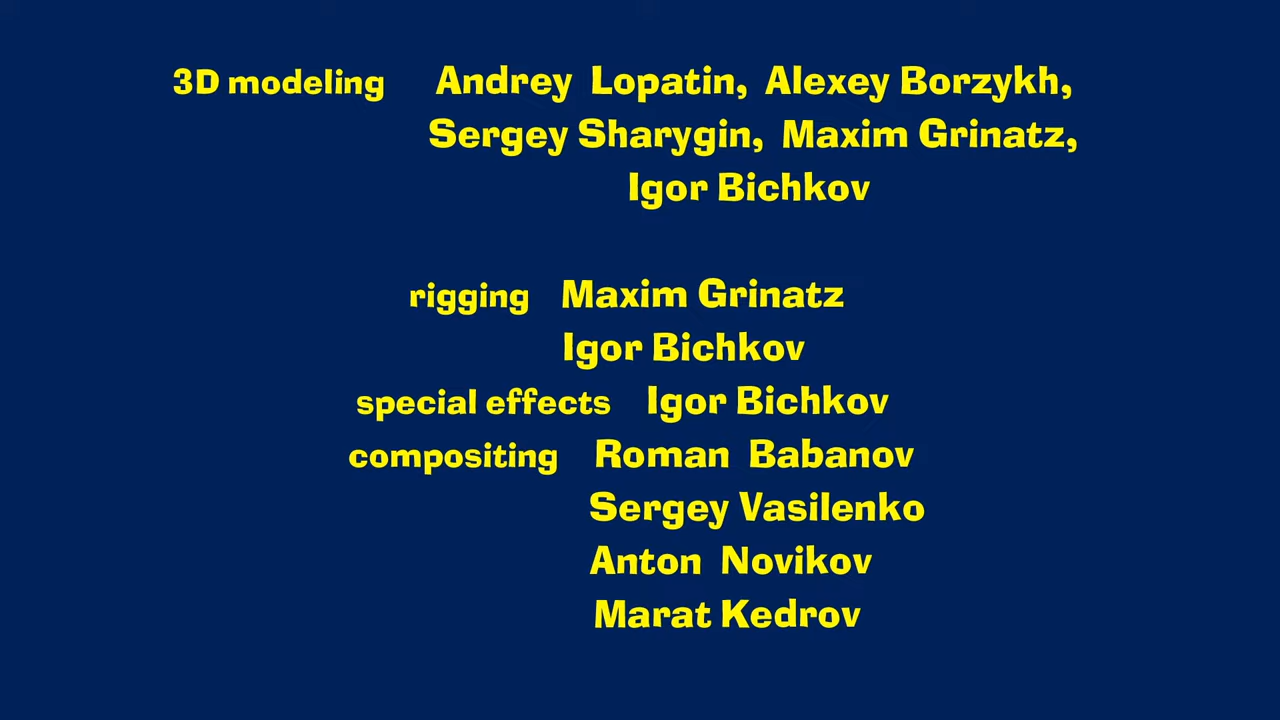 3D modeling Andrey Lopatin, Alexey Borzykh,
Sergey Sharygin, Maxim Grinatz,
Igor Bichkov
rigging Maxim Grinatz
Igor Bichkov
special effects Igor Bichkov
compositing Roman Babanov
Sergey Vasilenko
Anton Novikov
Marat Kedrov